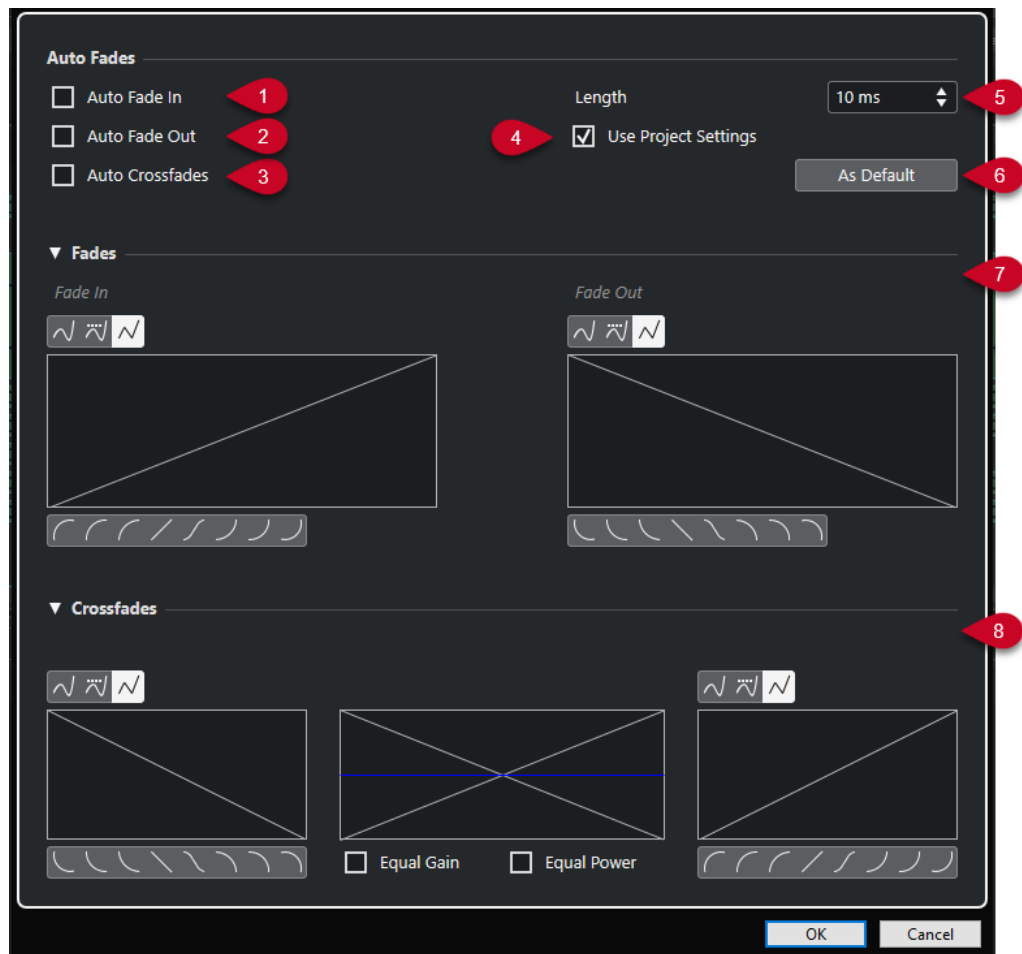 Auto Fades
Auto Fade In 1 Length 10 ms 5
Auto Fade Out 2 4 Use Project Settings
Auto Crossfades 3 As Default 6
Fades
7
Fade In Fade Out
Crossfades
8
Equal Gain Equal Power
OK Cancel